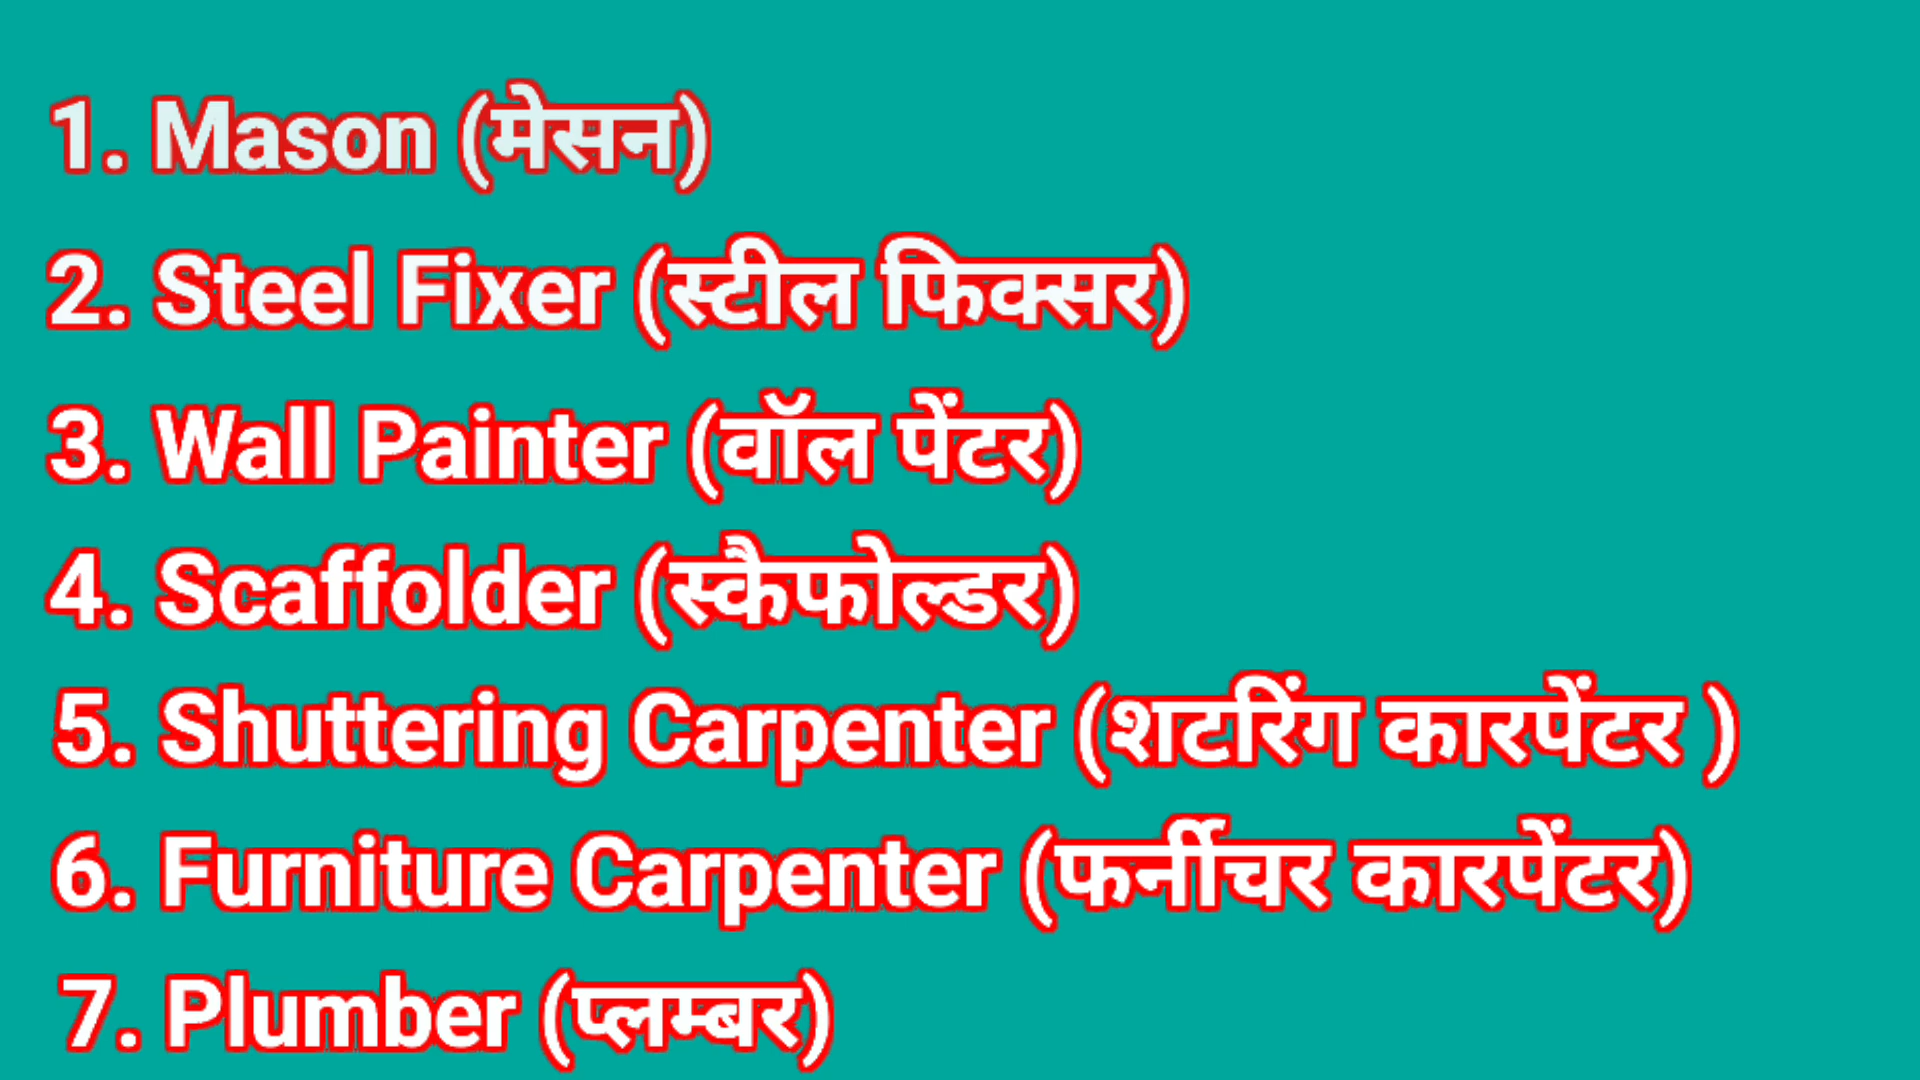 1. Mason (मेसन)
2. Steel Fixer (स्टील फिक्सर)
3. Wall Painter (वॉल पेंटर)
4. Scaffolder (स्कैफोल्डर)
5. Shuttering Carpenter (शटरिंग कारपेंटर )
6. Furniture Carpenter (फर्नीचर कारपेंटर)
7. Plumber (प्लम्बर)